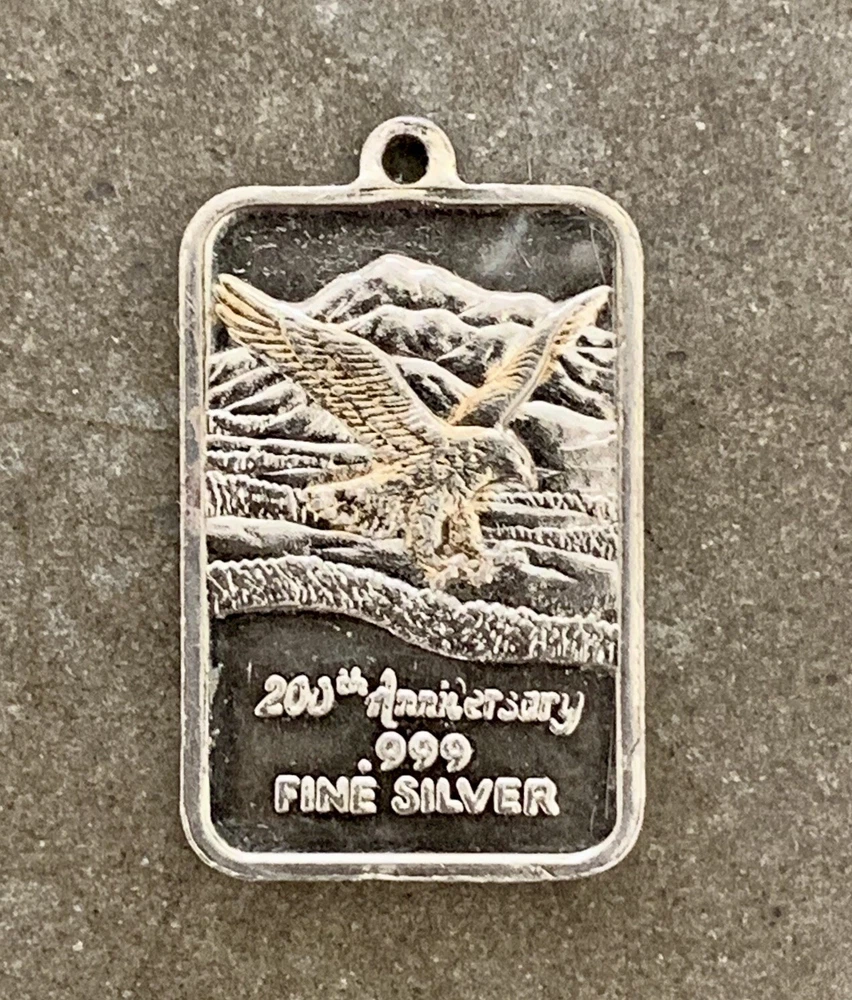 200th Anniversary
.999
FINE SILVER